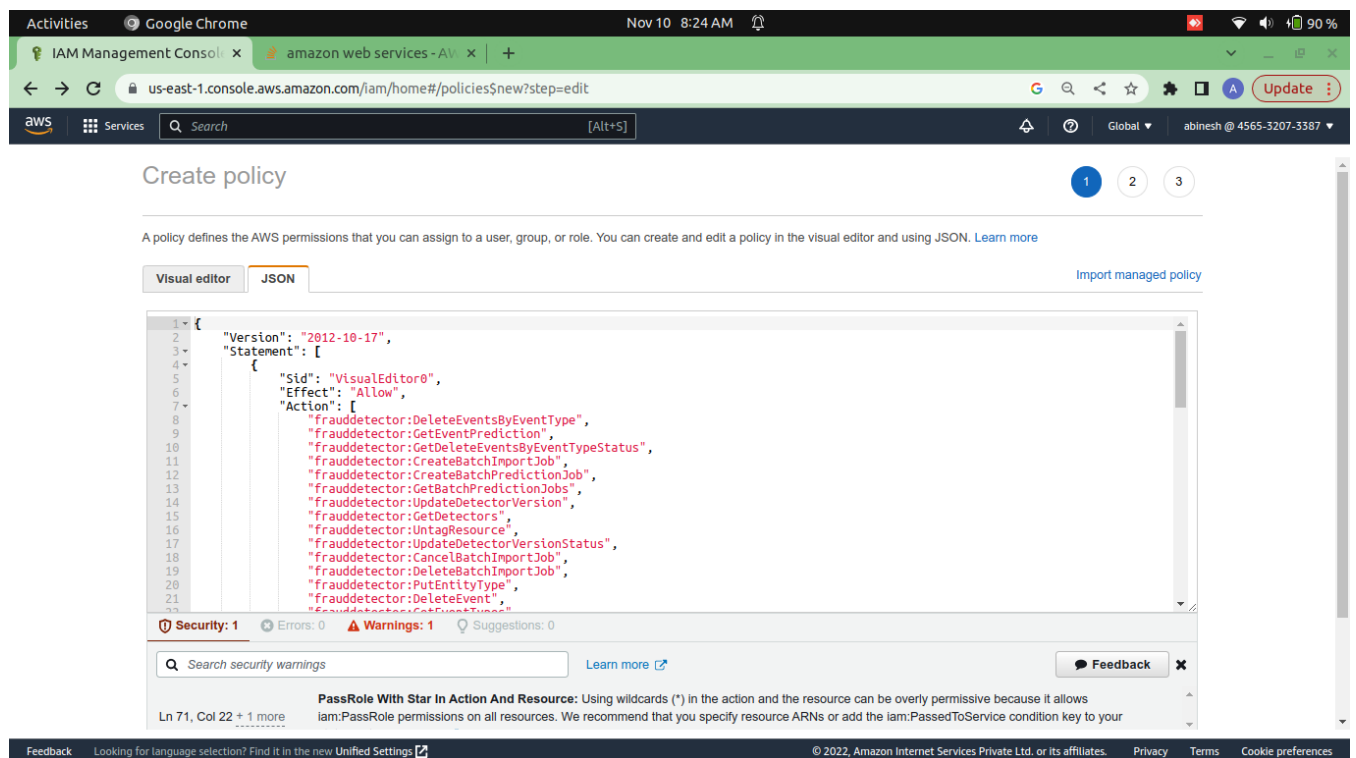 Activities Google Chrome Nov 10 8:24 AM 90 %
IAM Management Consol amazon web services - AW
us-east-1.console.aws.amazon.com/iam/home#/policies$new?step=edit G A Update
aws Services Search [Alt+S] Global abinesh @ 4565-3207-3387
Create policy 1 2 3
A policy defines the AWS permissions that you can assign to a user, group, or role. You can create and edit a policy in the visual editor and using JSON. Learn more
Visual editor JSON Import managed policy
1 {
2 "Version": "2012-10-17",
3 "Statement": [
4 {
5 "Sid": "VisualEditor0",
6 "Effect": "Allow",
7 "Action": [
8 "frauddetector:DeleteEventsByEventType",
9 "frauddetector:GetEventPrediction",
10 "frauddetector:GetDeleteEventsByEventTypeStatus",
11 "frauddetector:CreateBatchImportJob",
12 "frauddetector:CreateBatchPredictionJob",
13 "frauddetector:GetBatchPredictionJobs",
14 "frauddetector:UpdateDetectorVersion",
15 "frauddetector:GetDetectors",
16 "frauddetector:UntagResource",
17 "frauddetector:UpdateDetectorVersionStatus",
18 "frauddetector:CancelBatchImportJob",
19 "frauddetector:DeleteBatchImportJob",
20 "frauddetector:PutEntityType",
21 "frauddetector:DeleteEvent",
22 "frauddetector:GetEventTypes"
Security: 1 Errors: 0 Warnings: 1 Suggestions: 0
Search security warnings Learn more Feedback
PassRole With Star In Action And Resource: Using wildcards (*) in the action and the resource can be overly permissive because it allows
Ln 71, Col 22 + 1 more iam:PassRole permissions on all resources. We recommend that you specify resource ARNs or add the iam:PassedToService condition key to your
Feedback Looking for language selection? Find it in the new Unified Settings © 2022, Amazon Internet Services Private Ltd. or its affiliates. Privacy Terms Cookie preferences